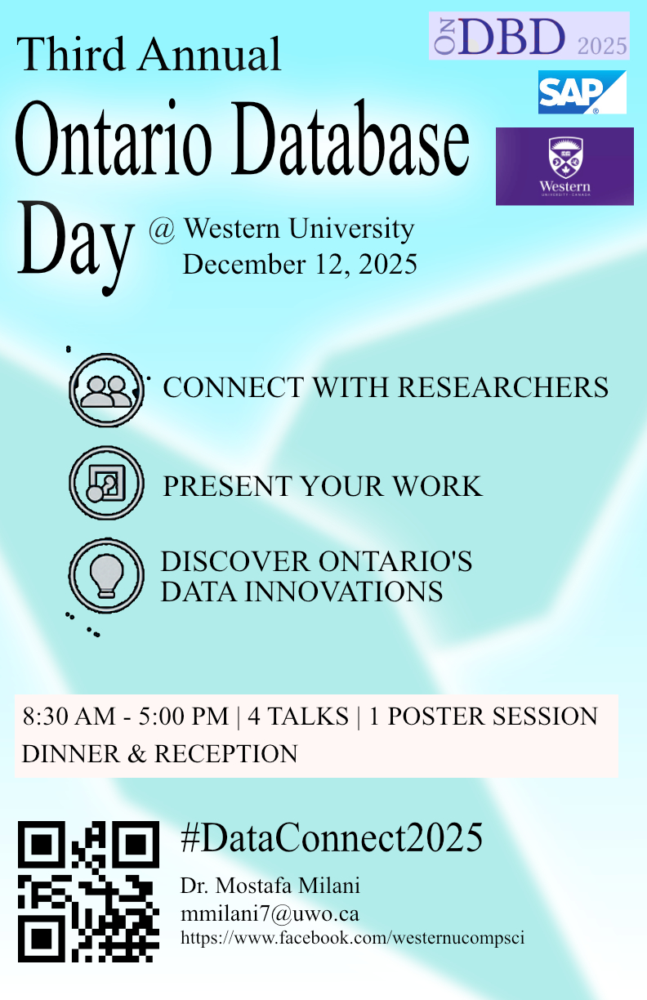 Third Annual
ON DBD 2025
SAP ®
Ontario Database
Western
UNIVERSITY · CANADA
Day
@ Western University
December 12, 2025
CONNECT WITH RESEARCHERS
PRESENT YOUR WORK
DISCOVER ONTARIO'S
DATA INNOVATIONS
8:30 AM - 5:00 PM | 4 TALKS | 1 POSTER SESSION
DINNER & RECEPTION
#DataConnect2025
Dr. Mostafa Milani
mmilani7@uwo.ca
https://www.facebook.com/westernucompsci